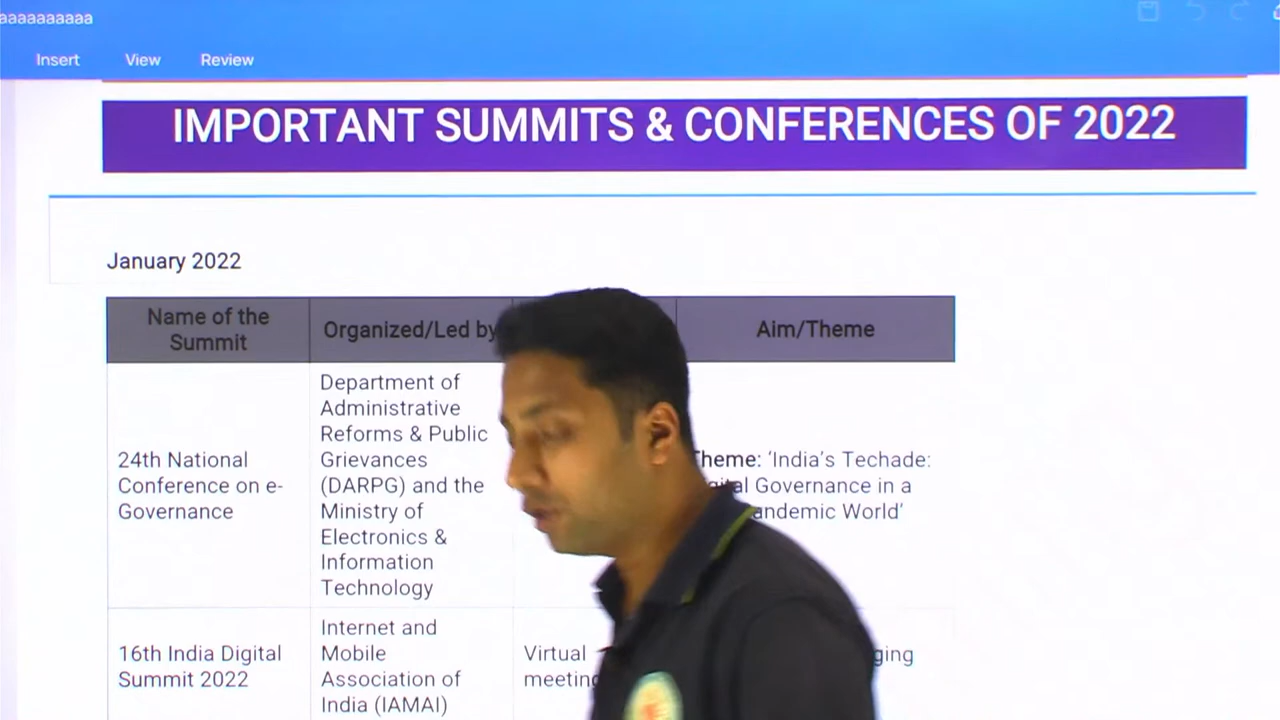 aaaaaaaaaaa
Insert View Review
IMPORTANT SUMMITS & CONFERENCES OF 2022
January 2022
Name of the
Summit
Organized/Led by
Aim/Theme
24th National
Conference on e-
Governance
Department of
Administrative
Reforms & Public
Grievances
(DARPG) and the
Ministry of
Electronics &
Information
Technology
Theme: ‘India’s Techade:
Governance in a
World’
16th India Digital
Summit 2022
Internet and
Mobile
Association of
India (IAMAI)
Virtual
meeting